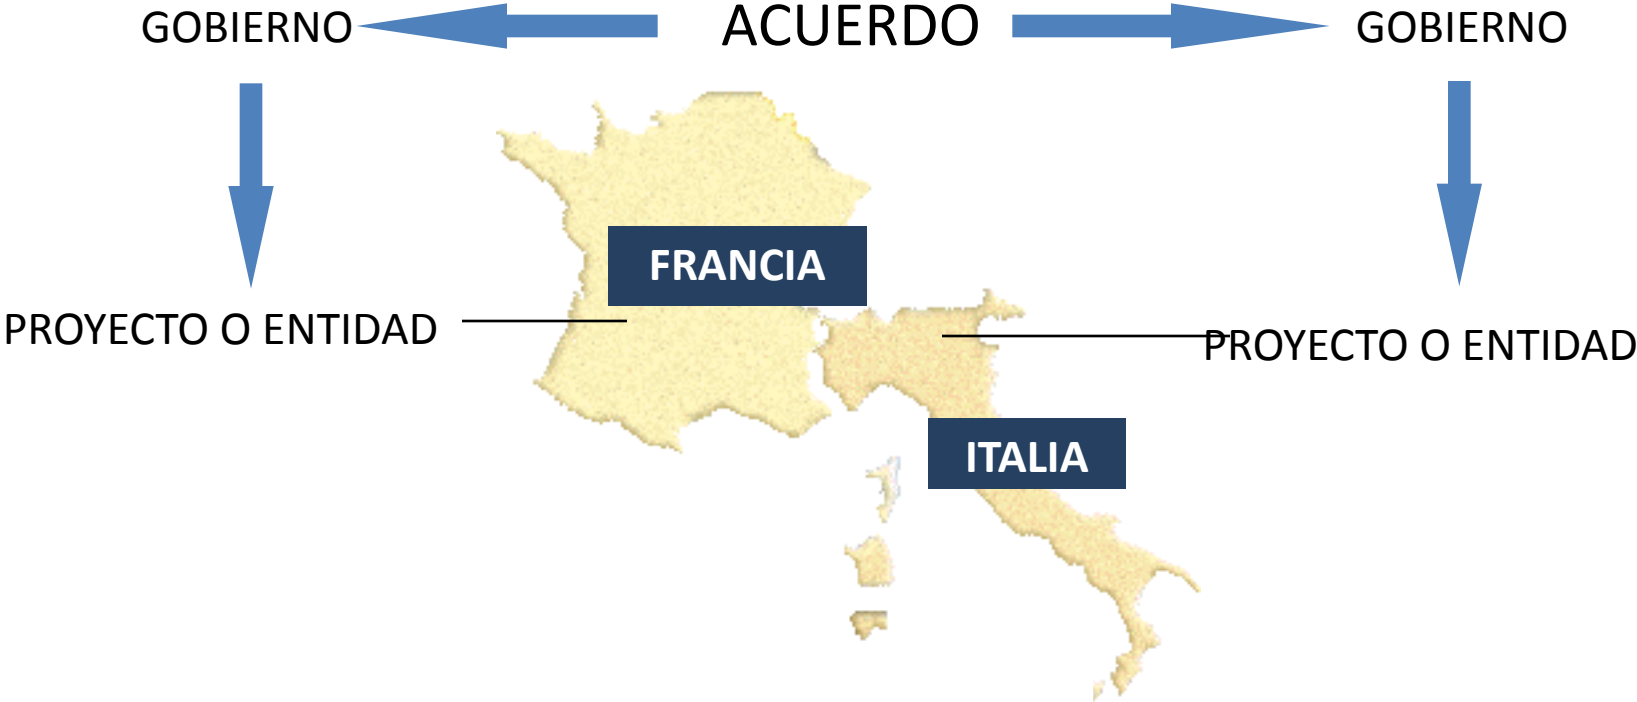 GOBIERNO
ACUERDO
GOBIERNO
FRANCIA
PROYECTO O ENTIDAD
PROYECTO O ENTIDAD
ITALIA